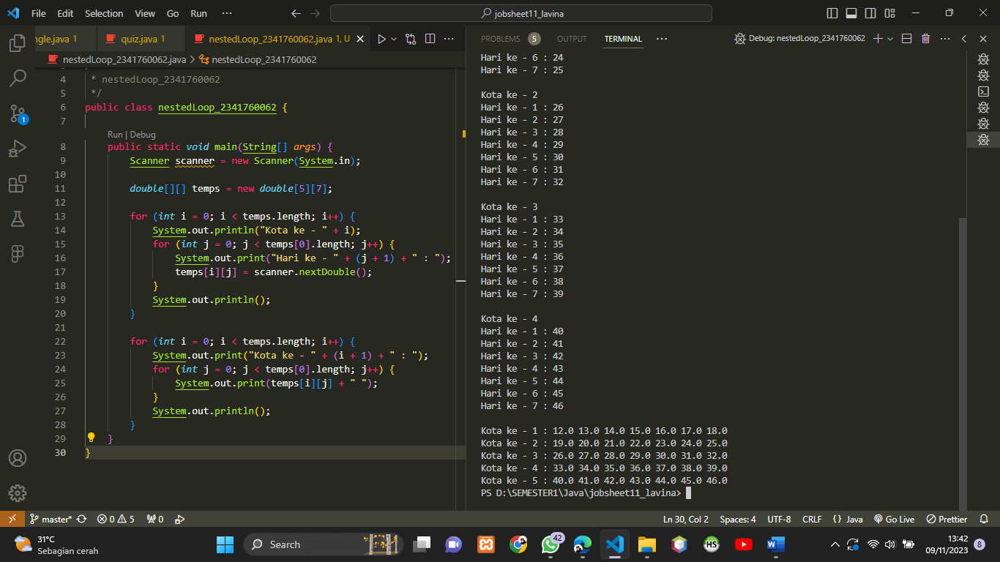 File Edit Selection View Go Run ···
jobsheet11_lavina
ngle.java 1
quiz.java 1
nestedLoop_2341760062.java 1, U
nestedLoop_2341760062.java > nestedLoop_2341760062
4 * nestedLoop_2341760062
5 */
6 public class nestedLoop_2341760062 {
7
Run | Debug
8 public static void main(String[] args) {
9 Scanner scanner = new Scanner(System.in);
10
11 double[][] temps = new double[5][7];
12
13 for (int i = 0; i < temps.length; i++) {
14 System.out.println("Kota ke - " + i);
15 for (int j = 0; j < temps[0].length; j++) {
16 System.out.print("Hari ke - " + (j + 1) + " : ");
17 temps[i][j] = scanner.nextDouble();
18 }
19 System.out.println();
20 }
21
22 for (int i = 0; i < temps.length; i++) {
23 System.out.print("Kota ke - " + (i + 1) + " : ");
24 for (int j = 0; j < temps[0].length; j++) {
25 System.out.print(temps[i][j] + " ");
26 }
27 System.out.println();
28 }
29 }
30 }
PROBLEMS 5 OUTPUT TERMINAL ···
Debug: nestedLoop_2341760062
Hari ke - 6 : 24
Hari ke - 7 : 25
Kota ke - 2
Hari ke - 1 : 26
Hari ke - 2 : 27
Hari ke - 3 : 28
Hari ke - 4 : 29
Hari ke - 5 : 30
Hari ke - 6 : 31
Hari ke - 7 : 32
Kota ke - 3
Hari ke - 1 : 33
Hari ke - 2 : 34
Hari ke - 3 : 35
Hari ke - 4 : 36
Hari ke - 5 : 37
Hari ke - 6 : 38
Hari ke - 7 : 39
Kota ke - 4
Hari ke - 1 : 40
Hari ke - 2 : 41
Hari ke - 3 : 42
Hari ke - 4 : 43
Hari ke - 5 : 44
Hari ke - 6 : 45
Hari ke - 7 : 46
Kota ke - 1 : 12.0 13.0 14.0 15.0 16.0 17.0 18.0
Kota ke - 2 : 19.0 20.0 21.0 22.0 23.0 24.0 25.0
Kota ke - 3 : 26.0 27.0 28.0 29.0 30.0 31.0 32.0
Kota ke - 4 : 33.0 34.0 35.0 36.0 37.0 38.0 39.0
Kota ke - 5 : 40.0 41.0 42.0 43.0 44.0 45.0 46.0
PS D:\SEMESTER1\Java\jobsheet11_lavina>
1
master* 0 5 0
Ln 30, Col 2 Spaces: 4 UTF-8 CRLF {} Java Go Live Prettier
31°C
Sebagian cerah
Search
42
HS
13:42
09/11/2023
8